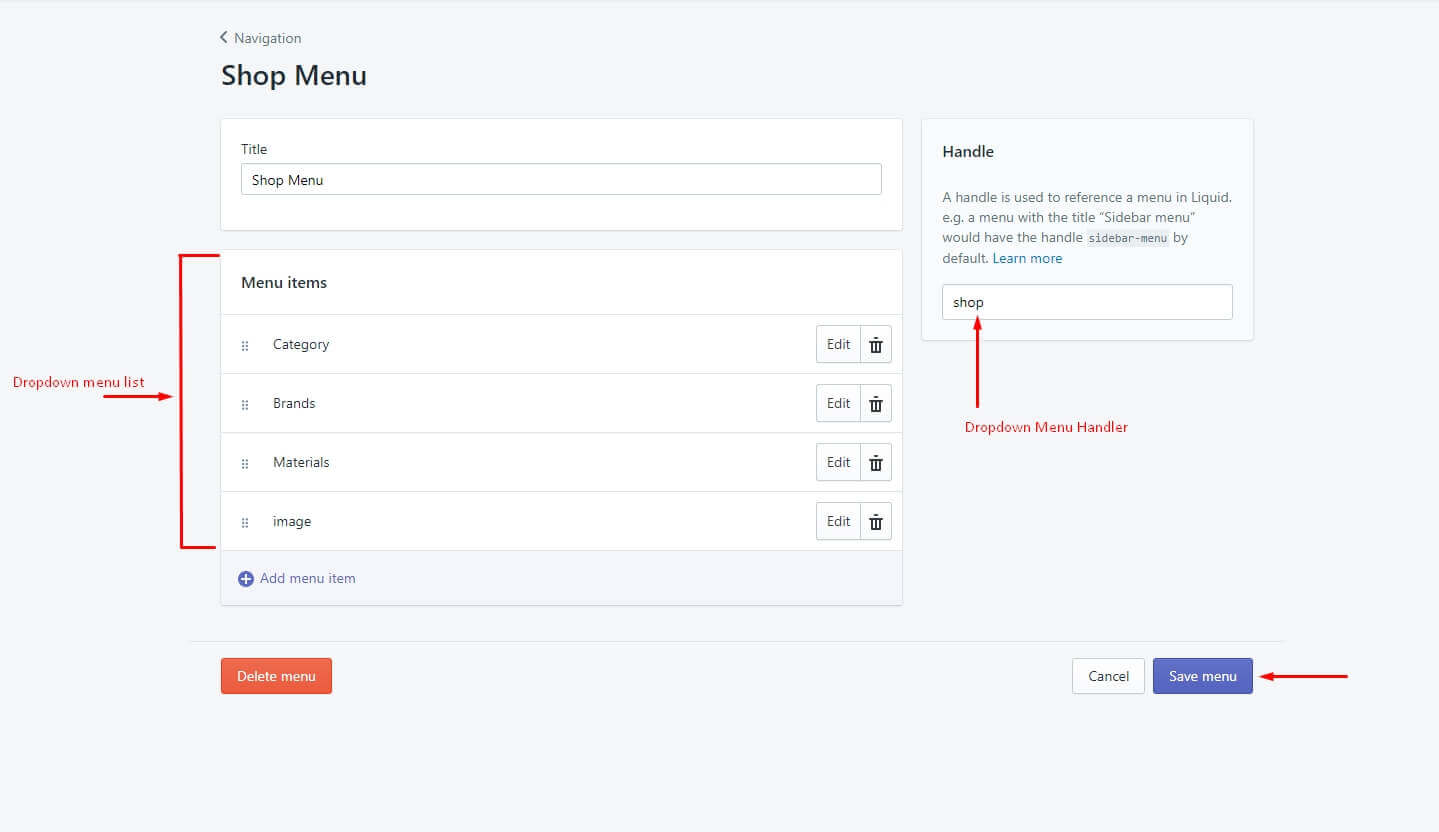 Navigation
Shop Menu
Title
Shop Menu
Menu items
Category
Edit
Brands
Edit
Materials
Edit
image
Edit
Add menu item
Dropdown menu list
Handle
A handle is used to reference a menu in Liquid.
e.g. a menu with the title “Sidebar menu”
would have the handle sidebar-menu by
default. Learn more
shop
Dropdown Menu Handler
Delete menu
Cancel
Save menu